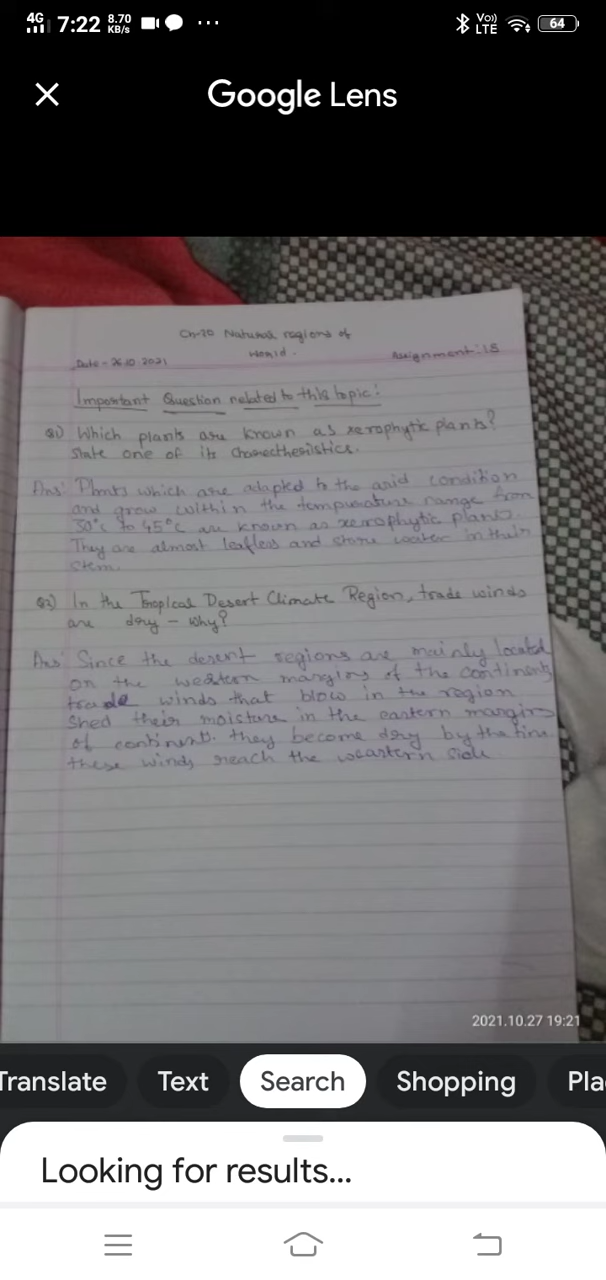 4G 7:22 8.70 KB/s ... Vo)) LTE 64
Google Lens
Ch-20 Natural regions of
World.
Date - 26.10.2021 Assignment: 18
Important Question related to this topic:
Q1) Which plants are known as xerophytic plants?
State one of its
Ans: Plants which are adapted to the arid condition
and grow within the temperature range from
30°c to 45°c are known as xerophytic plants.
They are almost leafless and store water in their
stem.
Q2) In the Tropical Desert Climate Region, trade winds
are dry - Why?
Ans: Since the desert regions are mainly located
on the western margins of the continents
trade winds that blow in the region
shed their moisture in the eastern margins
of continents. they become dry by the time
these winds reach the side
2021.10.27 19:21
Translate Text Search Shopping Pla
Looking for results...